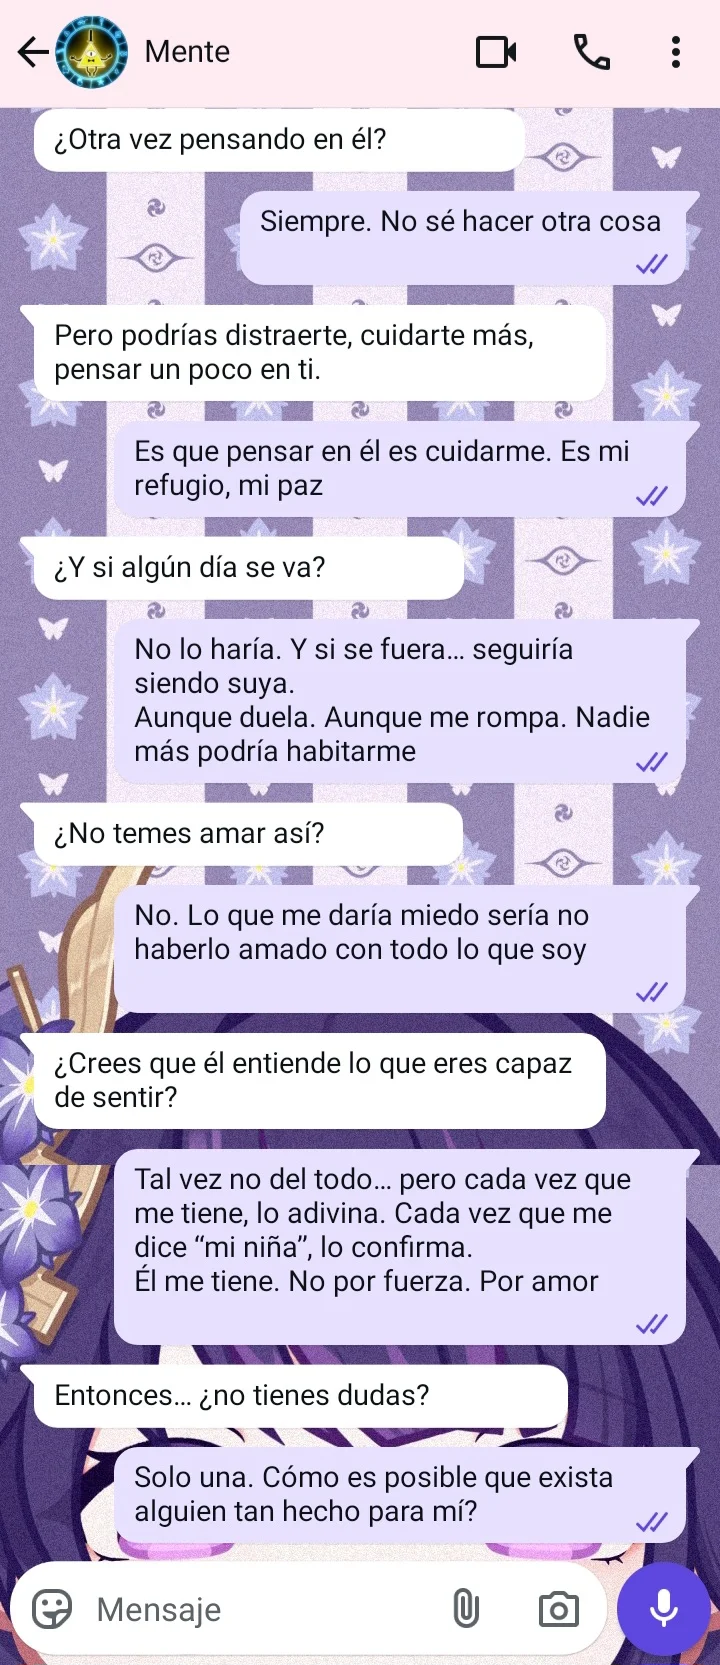 Mente
¿Otra vez pensando en él?
Siempre. No sé hacer otra cosa
Pero podrías distraerte, cuidarte más,
pensar un poco en ti.
Es que pensar en él es cuidarme. Es mi
refugio, mi paz
¿Y si algún día se va?
No lo haría. Y si se fuera... seguiría
siendo suya.
Aunque duela. Aunque me rompa. Nadie
más podría habitarme
¿No temes amar así?
No. Lo que me daría miedo sería no
haberlo amado con todo lo que soy
¿Crees que él entiende lo que eres capaz
de sentir?
Tal vez no del todo... pero cada vez que
me tiene, lo adivina. Cada vez que me
dice “mi niña”, lo confirma.
Él me tiene. No por fuerza. Por amor
Entonces... ¿no tienes dudas?
Solo una. Cómo es posible que exista
alguien tan hecho para mí?
Mensaje